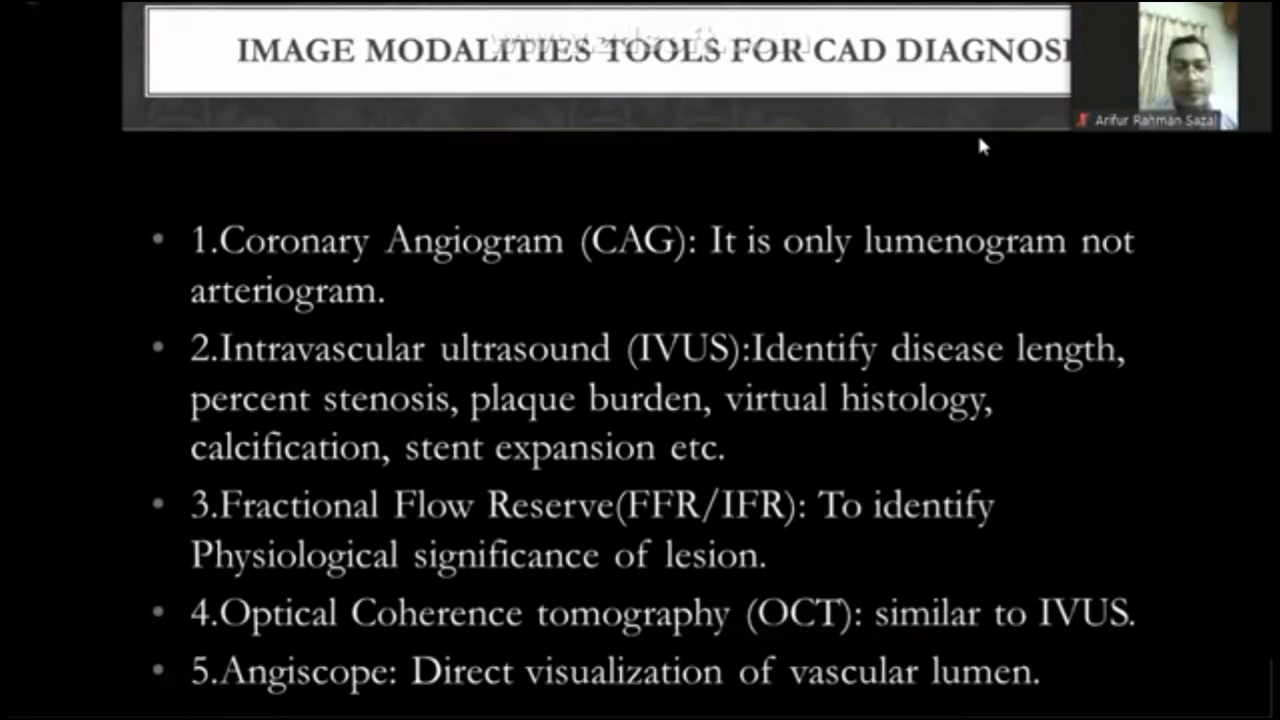 IMAGE MODALITIES TOOLS FOR CAD DIAGNOSI
Arifur Rahman Sazal
• 1.Coronary Angiogram (CAG): It is only lumenogram not
arteriogram.
• 2.Intravascular ultrasound (IVUS):Identify disease length,
percent stenosis, plaque burden, virtual histology,
calcification, stent expansion etc.
• 3.Fractional Flow Reserve(FFR/IFR): To identify
Physiological significance of lesion.
• 4.Optical Coherence tomography (OCT): similar to IVUS.
• 5.Angiscope: Direct visualization of vascular lumen.